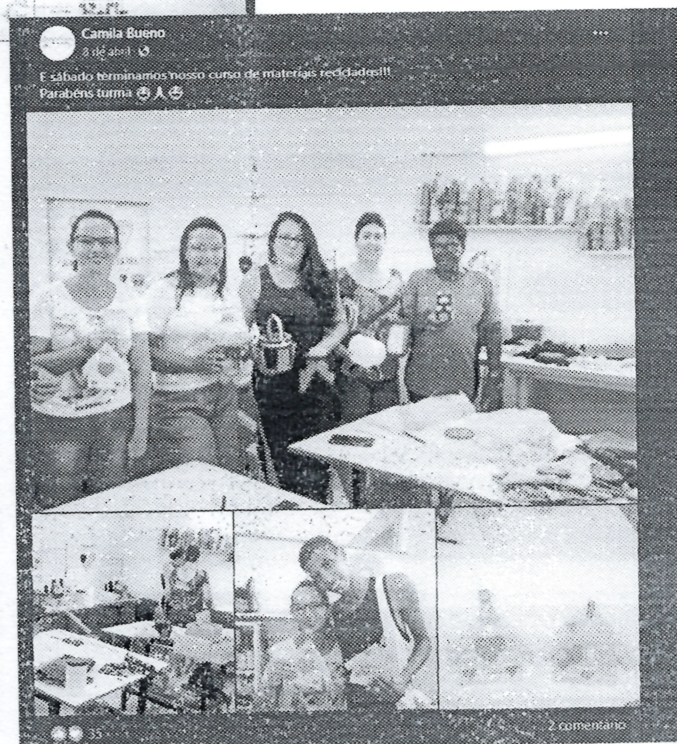 Camila Bueno
8 de abril
E sábado terminamos nosso curso de materiais reciclados!!!
Parabéns turma
35
2 comentário